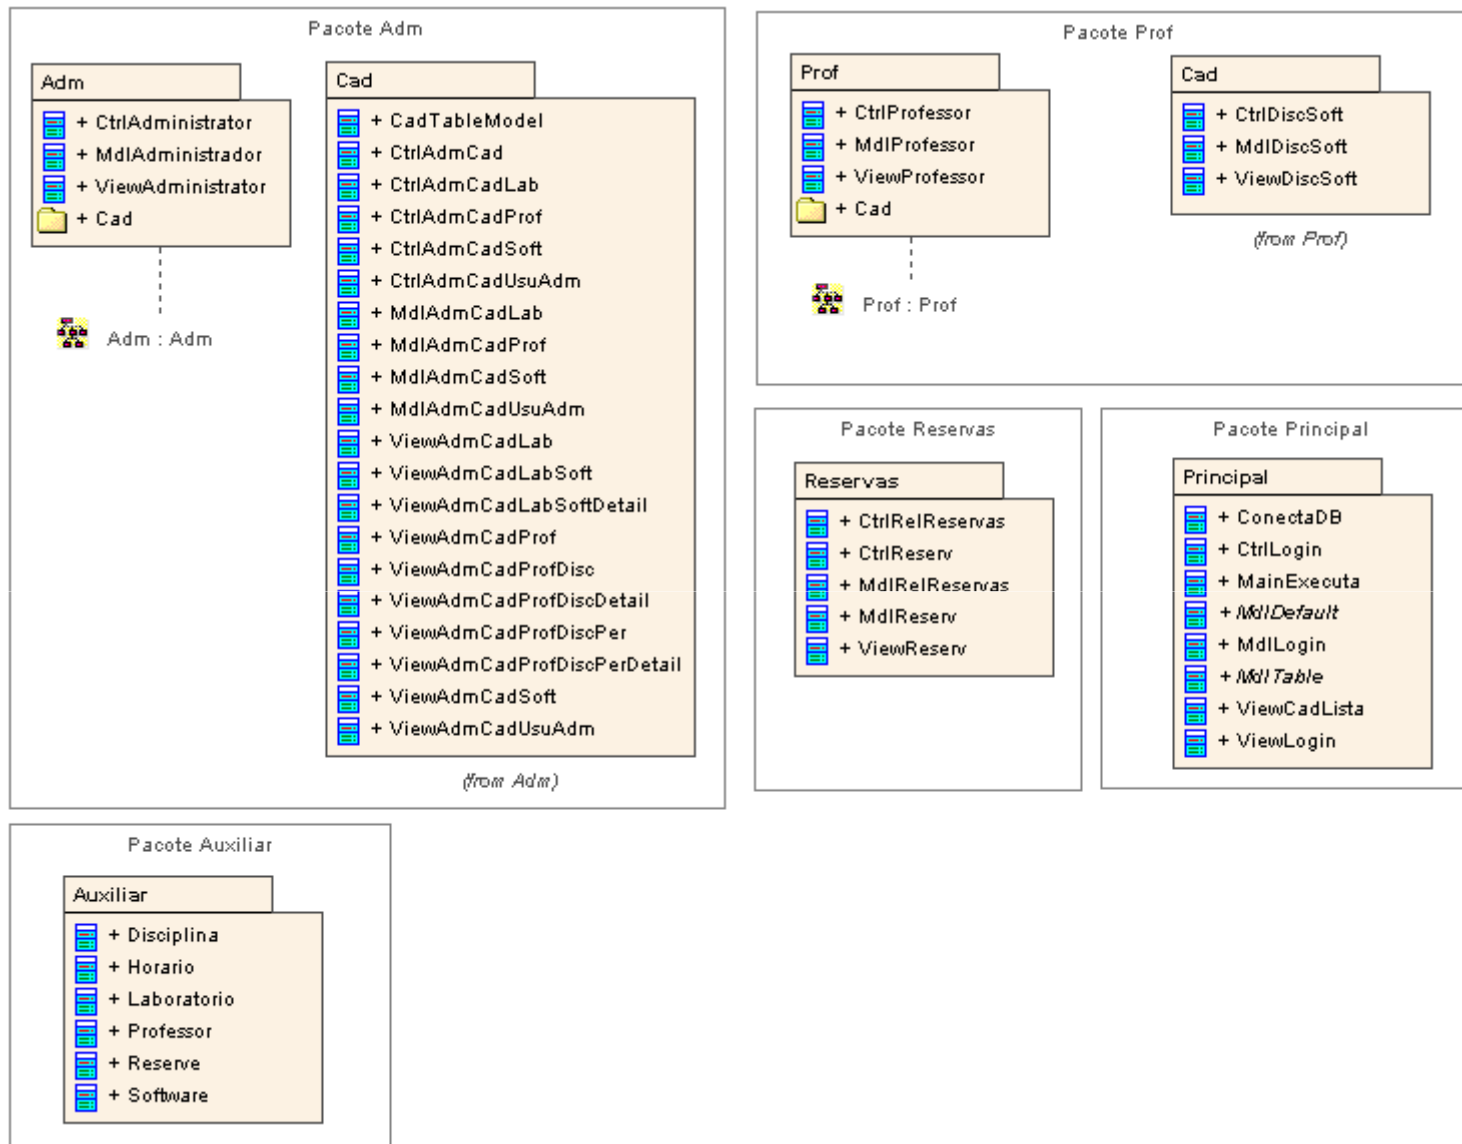 Pacote Adm
Adm
+ CtrlAdministrator
+ MdlAdministrador
+ ViewAdministrator
+ Cad
Adm : Adm
Cad
+ CadTableModel
+ CtrlAdmCad
+ CtrlAdmCadLab
+ CtrlAdmCadProf
+ CtrlAdmCadSoft
+ CtrlAdmCadUsuAdm
+ MdlAdmCadLab
+ MdlAdmCadProf
+ MdlAdmCadSoft
+ MdlAdmCadUsuAdm
+ ViewAdmCadLab
+ ViewAdmCadLabSoft
+ ViewAdmCadLabSoftDetail
+ ViewAdmCadProf
+ ViewAdmCadProfDisc
+ ViewAdmCadProfDiscDetail
+ ViewAdmCadProfDiscPer
+ ViewAdmCadProfDiscPerDetail
+ ViewAdmCadSoft
+ ViewAdmCadUsuAdm
(from Adm)
Pacote Prof
Prof
+ CtrlProfessor
+ MdlProfessor
+ ViewProfessor
+ Cad
Prof : Prof
Cad
+ CtrlDiscSoft
+ MdlDiscSoft
+ ViewDiscSoft
(from Prof)
Pacote Reservas
Reservas
+ CtrlRelReservas
+ CtrlReserv
+ MdlRelReservas
+ MdlReserv
+ ViewReserv
Pacote Principal
Principal
+ ConectaDB
+ CtrlLogin
+ MainExecuta
+ MdlDefault
+ MdlLogin
+ MdlTable
+ ViewCadLista
+ ViewLogin
Pacote Auxiliar
Auxiliar
+ Disciplina
+ Horario
+ Laboratorio
+ Professor
+ Reserve
+ Software